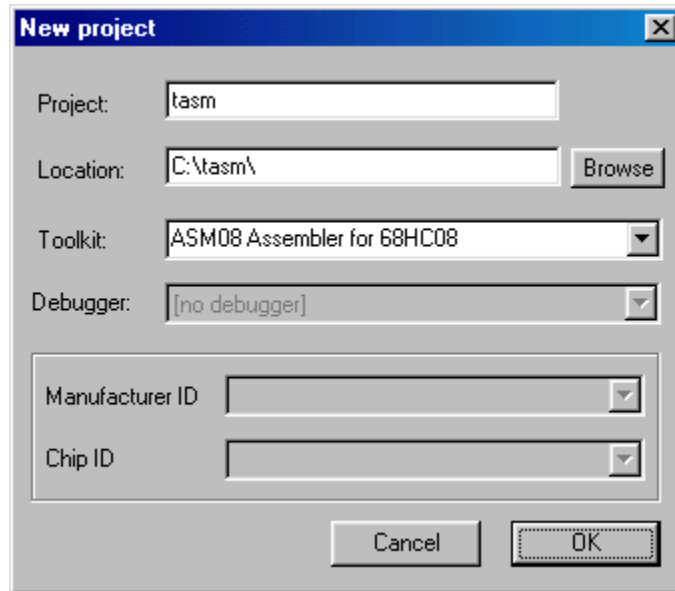 New project
Project: tasm
Location: C:\tasm\ Browse
Toolkit: ASM08 Assembler for 68HC08
Debugger: [no debugger]
Manufacturer ID
Chip ID
Cancel OK